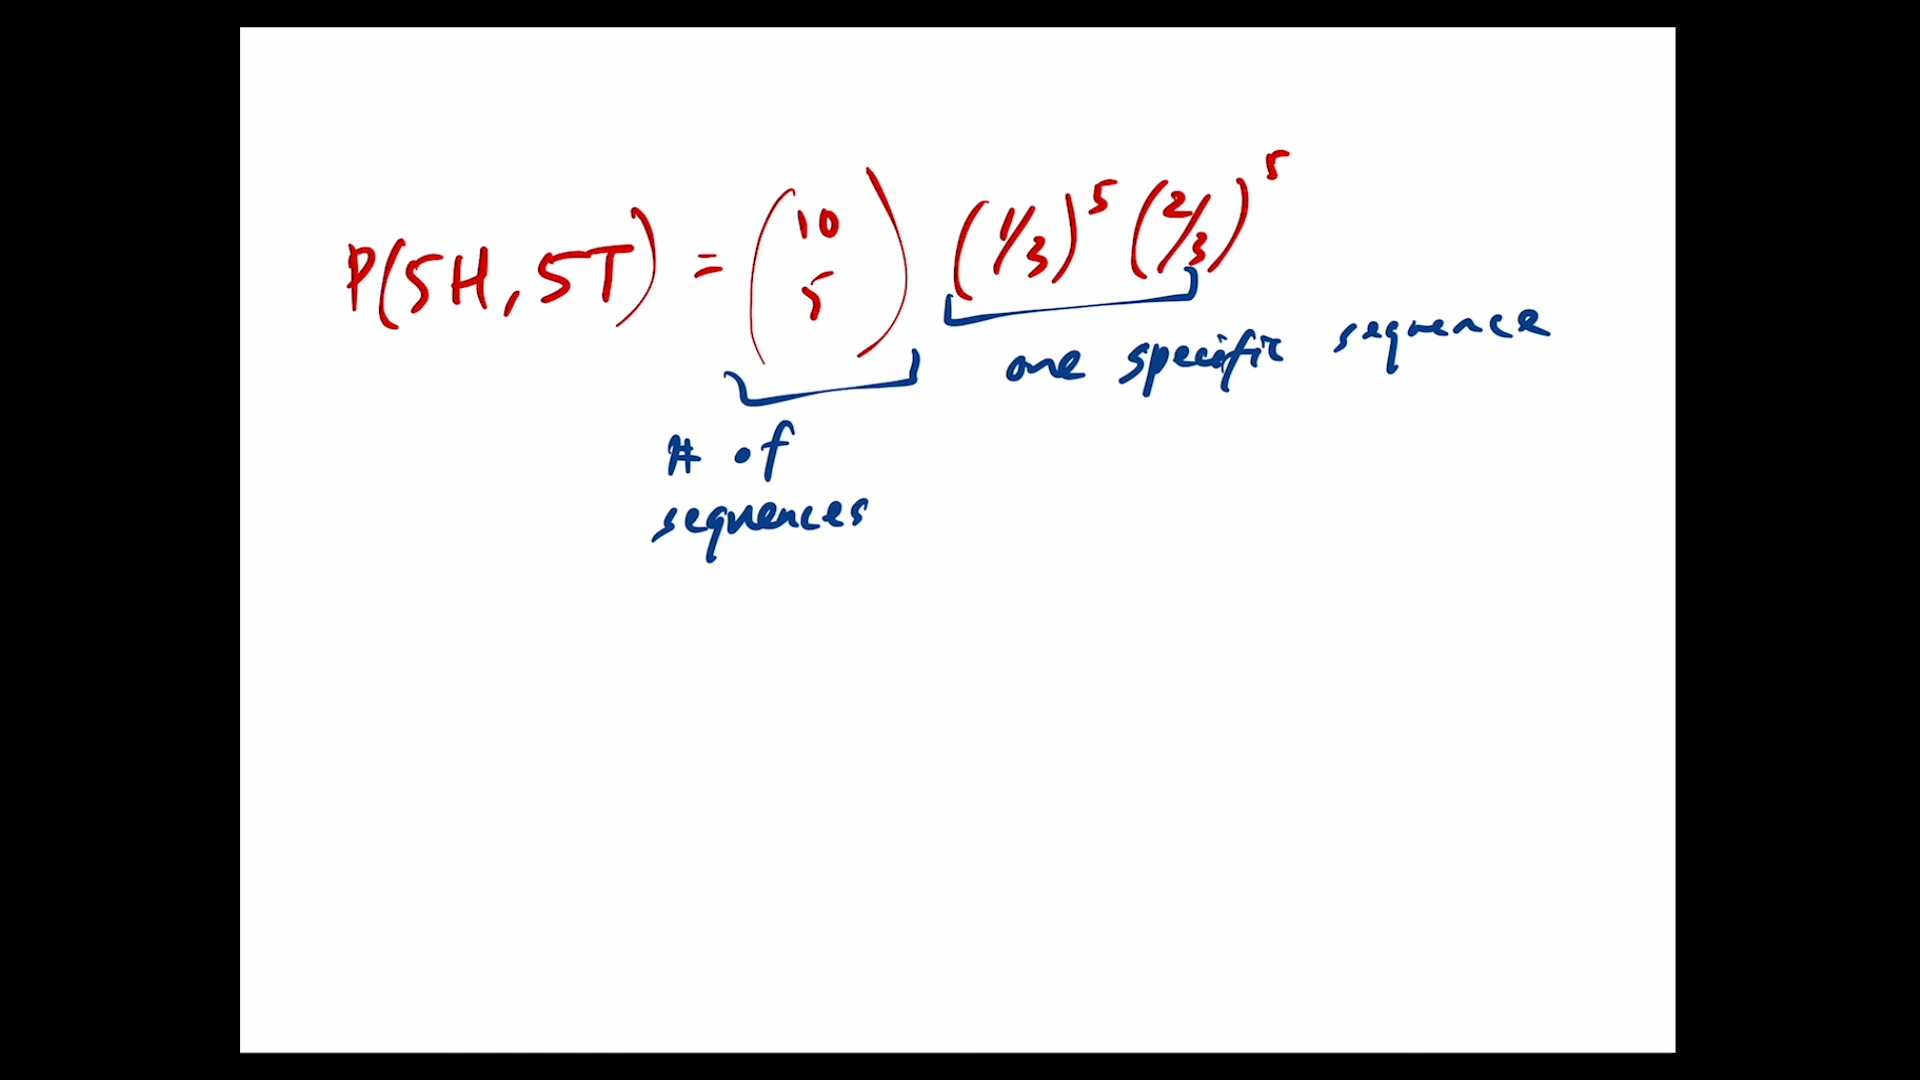 P(5H, 5T) = (10 5) (1/3)^5 (2/3)^5
one specific sequence
# of
sequences